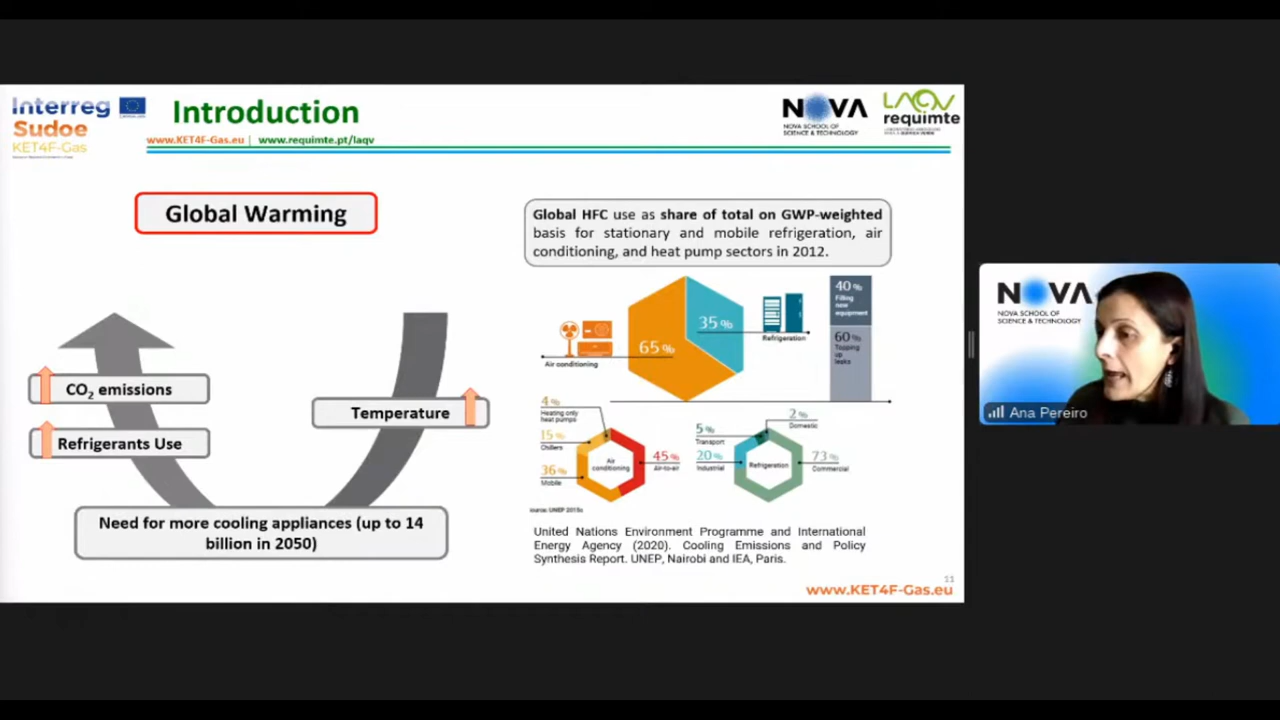 Interreg
Sudoe
KET4F-Gas
Introduction
www.KET4F-Gas.eu | www.requimte.pt/laqv
NOVA
NOVA SCHOOL OF
SCIENCE & TECHNOLOGY
LAQV
requimte
Global Warming
CO2 emissions
Refrigerants Use
Temperature
Need for more cooling appliances (up to 14
billion in 2050)
Global HFC use as share of total on GWP-weighted
basis for stationary and mobile refrigeration, air
conditioning, and heat pump sectors in 2012.
65%
Air conditioning
35%
Refrigeration
40%
Filling
new
equipment
60%
Topping
up
leaks
4%
Heating only
heat pumps
15%
Chillers
36%
Mobile
Air
conditioning
45%
Air-to-air
5%
Transport
20%
Industrial
2%
Domestic
Refrigeration
73%
Commercial
source: UNEP 2015a
United Nations Environment Programme and International
Energy Agency (2020). Cooling Emissions and Policy
Synthesis Report. UNEP, Nairobi and IEA, Paris.
11
www.KET4F-Gas.eu
NOVA
NOVA SCHOOL OF
SCIENCE & TECHNOLOGY
Ana Pereiro